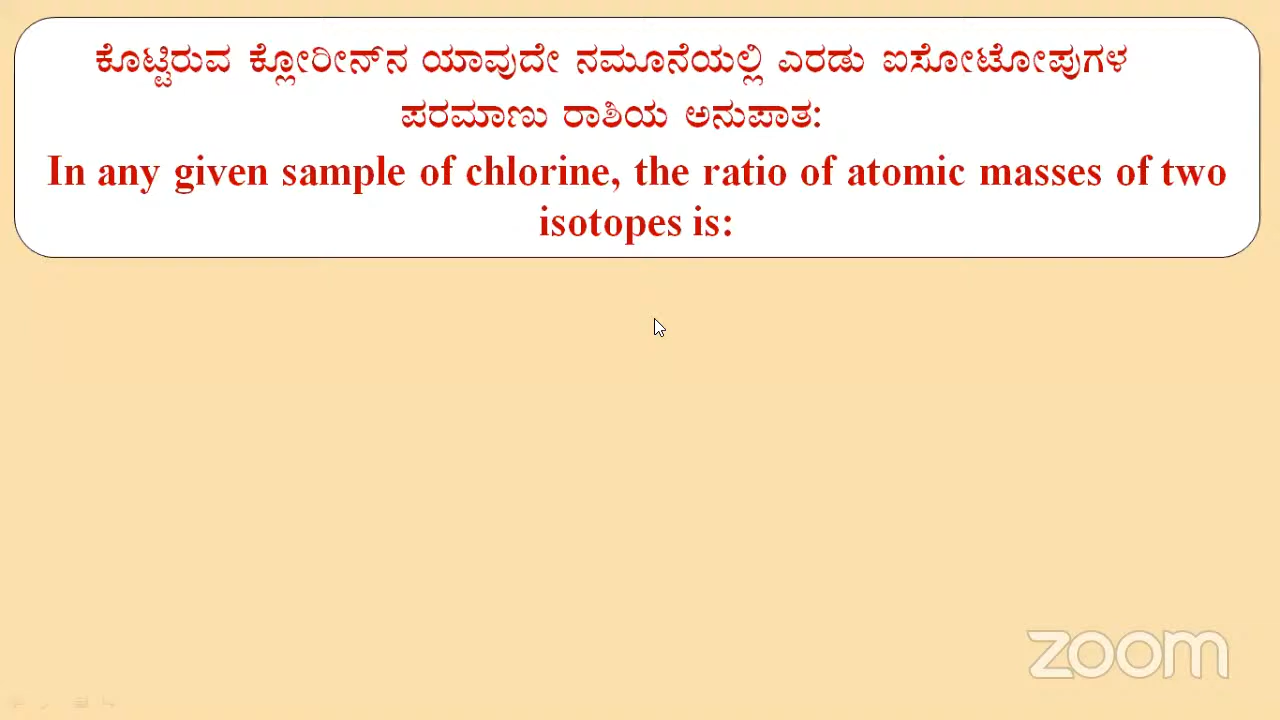 ಕೊಟ್ಟಿರುವ ಕ್ಲೋರೀನ್‌ನ ಯಾವುದೇ ನಮೂನೆಯಲ್ಲಿ ಎರಡು ಐಸೋಟೋಪುಗಳ
ಪರಮಾಣು ರಾಶಿಯ ಅನುಪಾತ:
In any given sample of chlorine, the ratio of atomic masses of two
isotopes is:
zoom